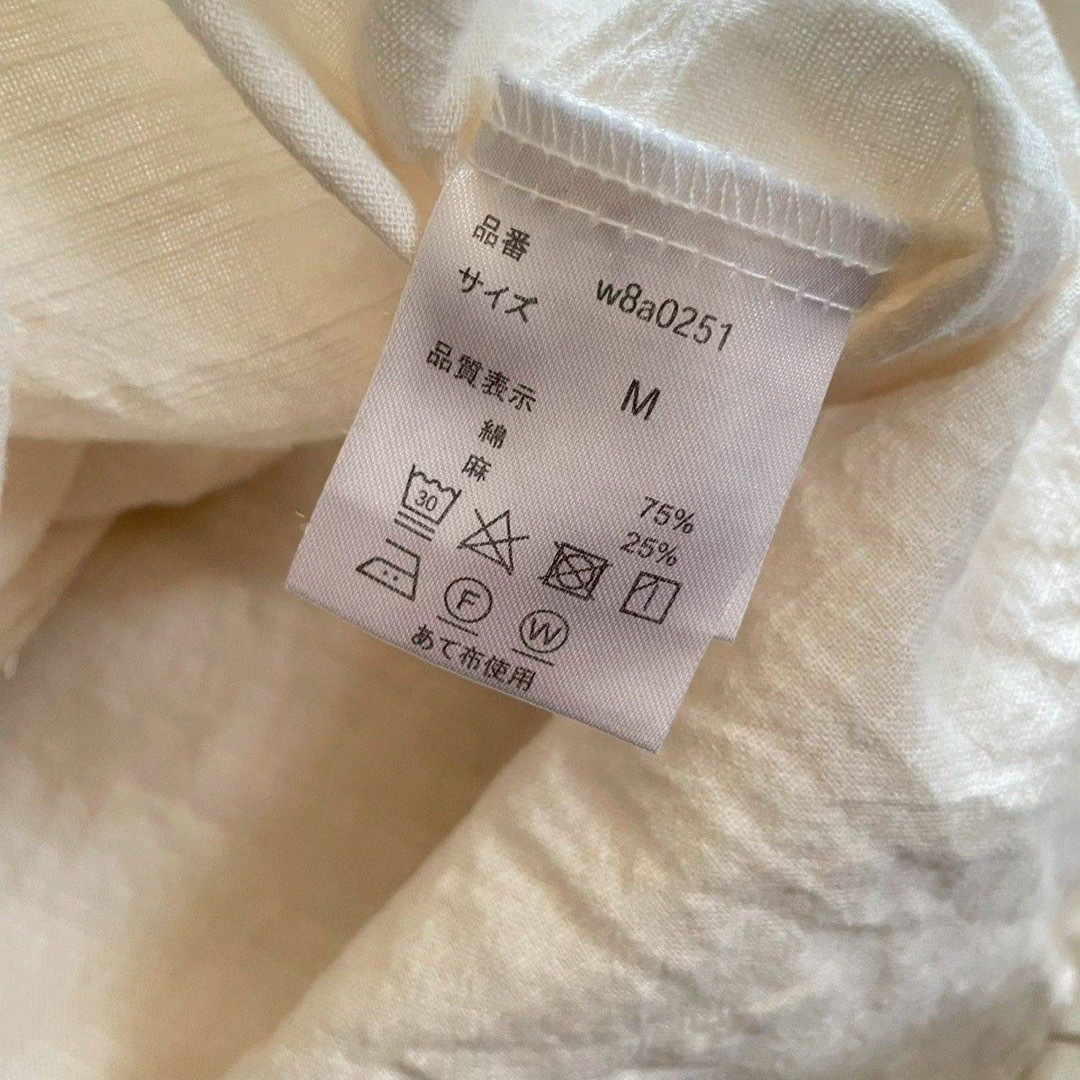 品番 w8a0251
サイズ M
品質表示
綿 75%
麻 25%
30
F W
あて布使用